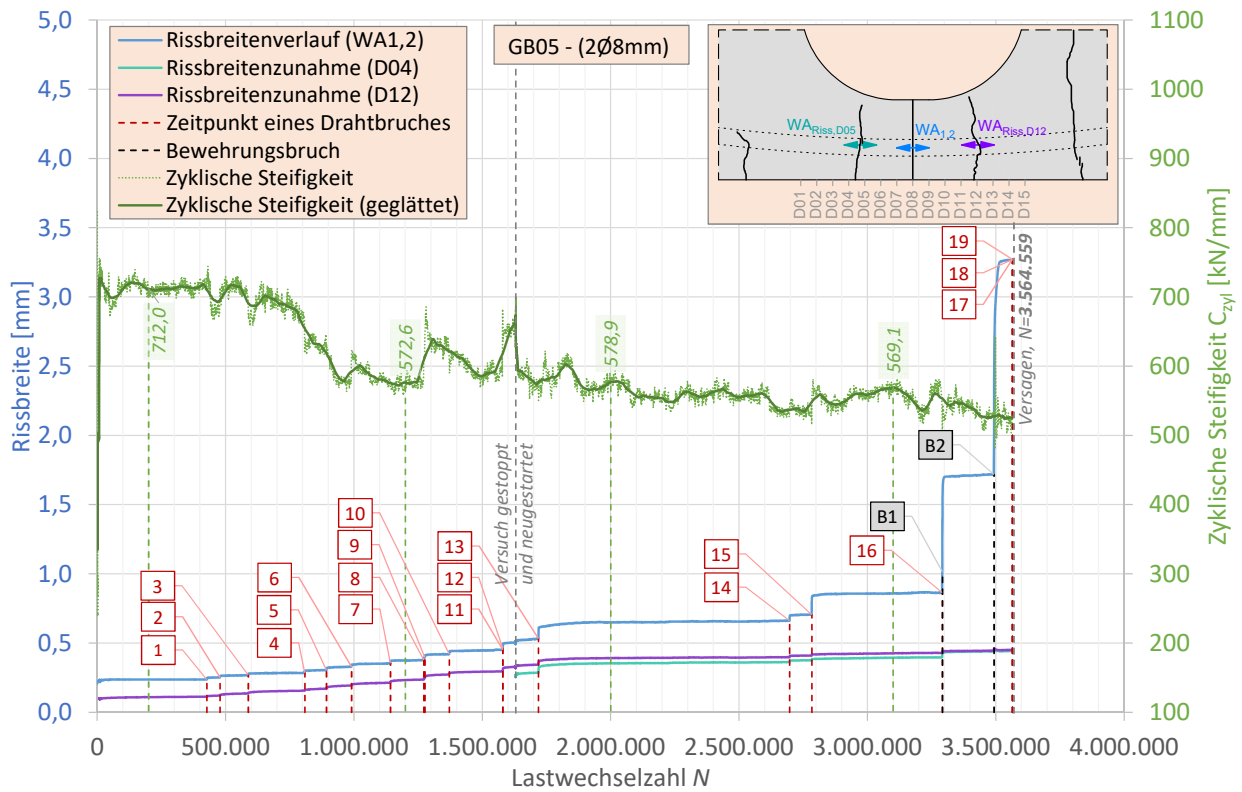 Rissbreitenverlauf (WA1,2)
Rissbreitenzunahme (D04)
Rissbreitenzunahme (D12)
Zeitpunkt eines Drahtbruches
Bewehrungsbruch
Zyklische Steifigkeit
Zyklische Steifigkeit (geglättet)
GB05 - (2Ø8mm)
WA Riss,D05
WA 1,2
WA Riss,D12
D01
D02
D03
D04
D05
D06
D07
D08
D09
D10
D11
D12
D13
D14
D15
Rissbreite [mm]
5,0
4,5
4,0
3,5
3,0
2,5
2,0
1,5
1,0
0,5
0,0
Zyklische Steifigkeit C zyl [kN/mm]
1100
1000
900
800
700
600
500
400
300
200
100
712,0
572,6
578,9
569,1
Versuch gestoppt
und neugestartet
Versagen, N=3.564.559
1
2
3
4
5
6
7
8
9
10
11
12
13
14
15
16
B1
B2
17
18
19
0
500.000
1.000.000
1.500.000
2.000.000
2.500.000
3.000.000
3.500.000
4.000.000
Lastwechselzahl N